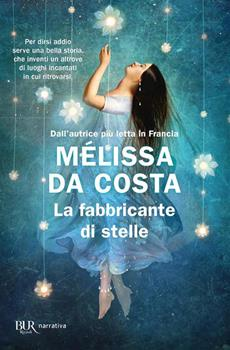 Per dirsi addio
serve una bella storia,
che inventi un altrove
di luoghi incantati
in cui ritrovarsi.
Dall'autrice più letta in Francia
MÉLISSA
DA COSTA
La fabbricante
di stelle
BUR
Rizzoli
narrativa